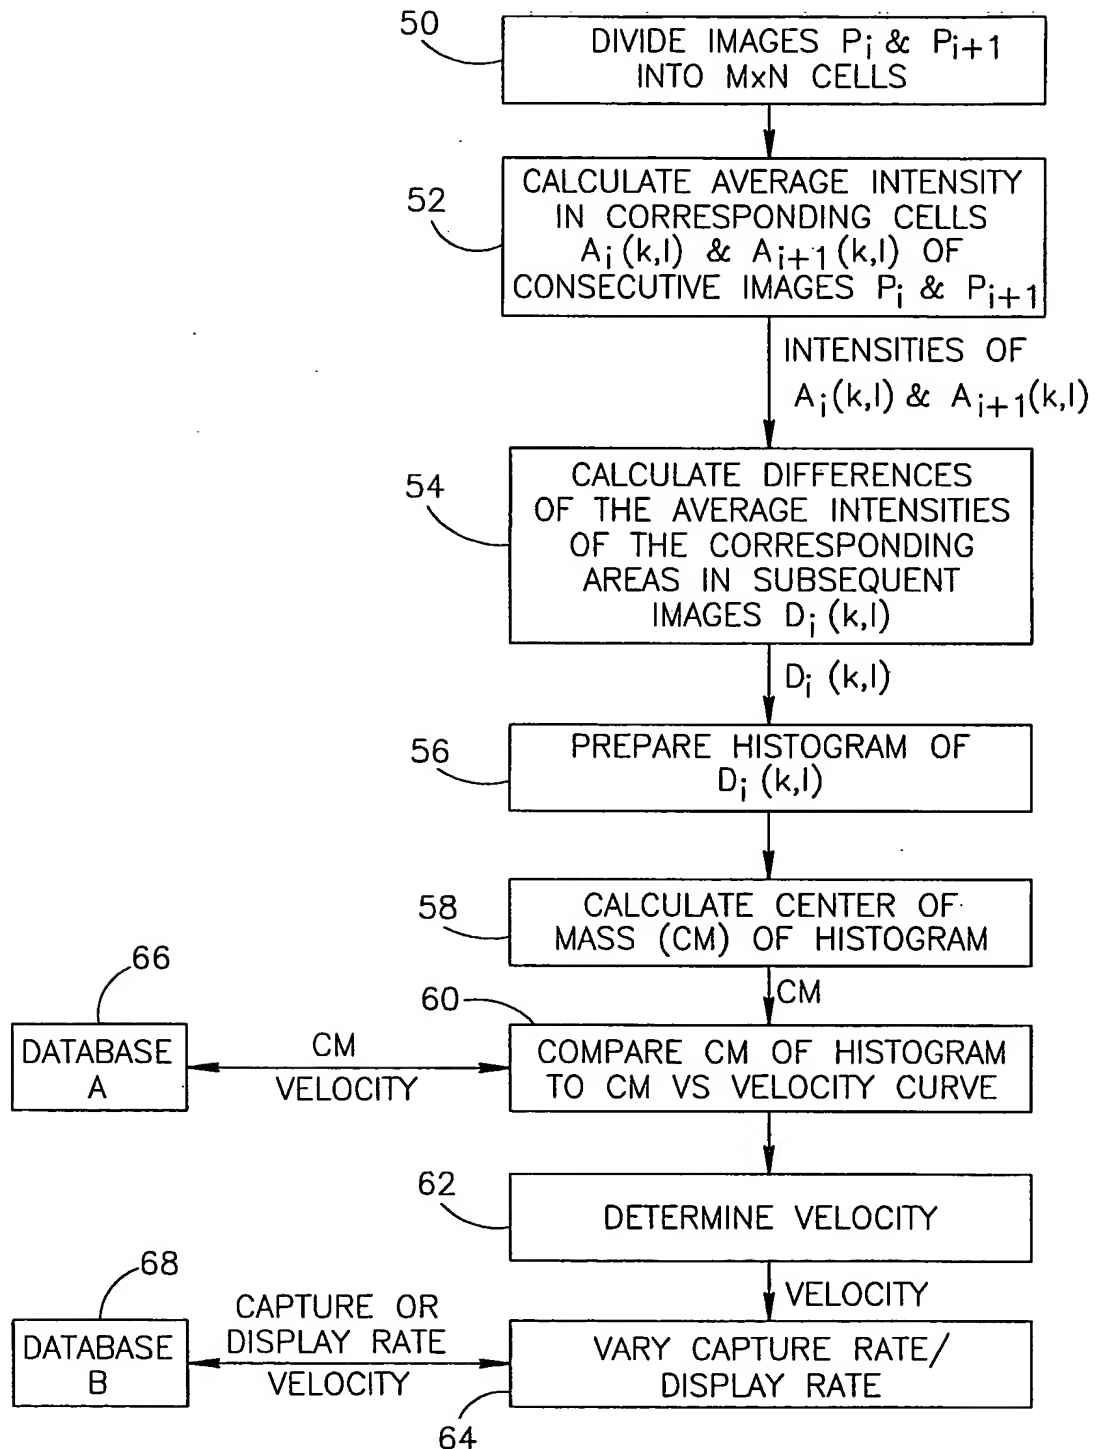 50
DIVIDE IMAGES Pi & Pi+1
INTO MxN CELLS
52
CALCULATE AVERAGE INTENSITY
IN CORRESPONDING CELLS
Ai(k,l) & Ai+1(k,l) OF
CONSECUTIVE IMAGES Pi & Pi+1
INTENSITIES OF
Ai(k,l) & Ai+1(k,l)
54
CALCULATE DIFFERENCES
OF THE AVERAGE INTENSITIES
OF THE CORRESPONDING
AREAS IN SUBSEQUENT
IMAGES Di (k,l)
Di (k,l)
56
PREPARE HISTOGRAM OF
Di (k,l)
58
CALCULATE CENTER OF
MASS (CM) OF HISTOGRAM
CM
66
60
DATABASE
A
CM
VELOCITY
COMPARE CM OF HISTOGRAM
TO CM VS VELOCITY CURVE
62
DETERMINE VELOCITY
VELOCITY
68
DATABASE
B
CAPTURE OR
DISPLAY RATE
VELOCITY
VARY CAPTURE RATE/
DISPLAY RATE
64